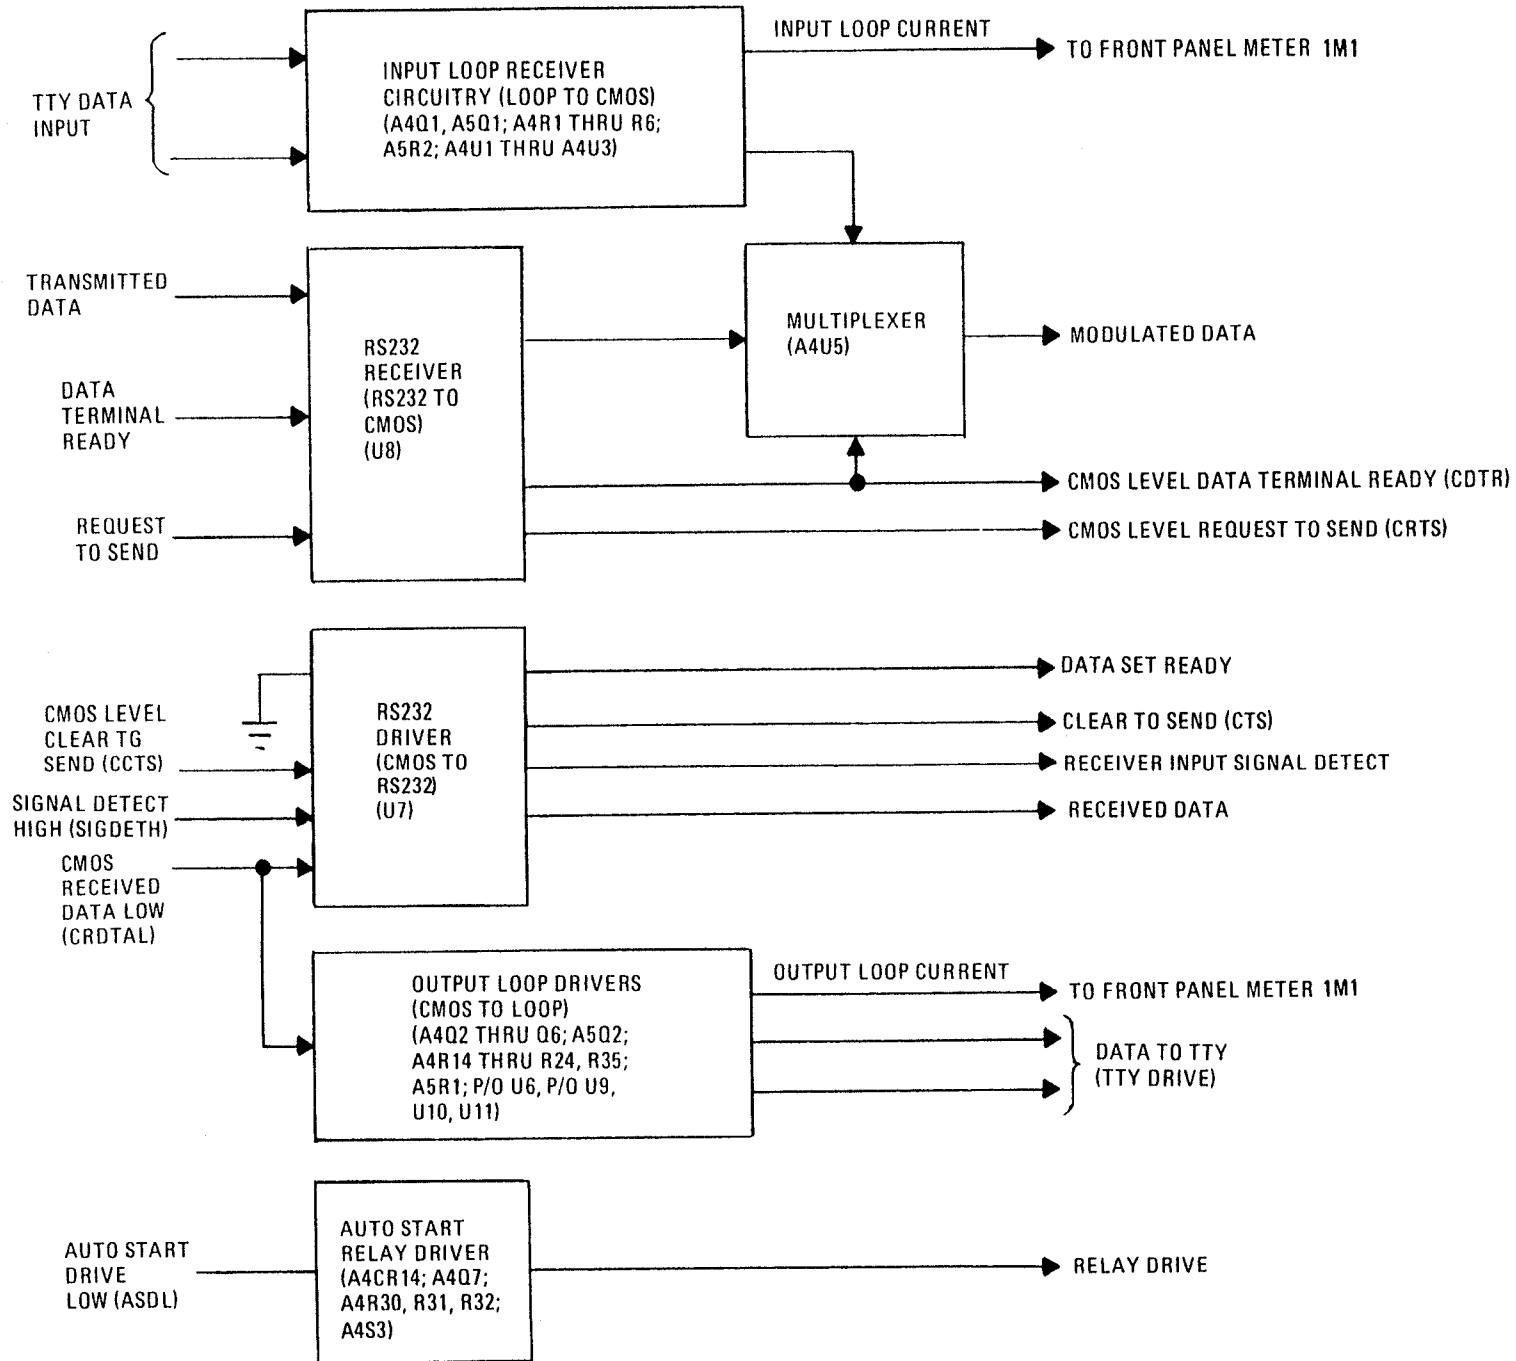 INPUT LOOP CURRENT
TO FRONT PANEL METER 1M1
TTY DATA
INPUT
INPUT LOOP RECEIVER
CIRCUITRY (LOOP TO CMOS)
(A4Q1, A5Q1; A4R1 THRU R6;
A5R2; A4U1 THRU A4U3)
TRANSMITTED
DATA
DATA
TERMINAL
READY
REQUEST
TO SEND
RS232
RECEIVER
(RS232 TO
CMOS)
(U8)
MULTIPLEXER
(A4U5)
MODULATED DATA
CMOS LEVEL DATA TERMINAL READY (CDTR)
CMOS LEVEL REQUEST TO SEND (CRTS)
CMOS LEVEL
CLEAR TG
SEND (CCTS)
SIGNAL DETECT
HIGH (SIGDETH)
CMOS
RECEIVED
DATA LOW
(CRDTAL)
RS232
DRIVER
(CMOS TO
RS232)
(U7)
DATA SET READY
CLEAR TO SEND (CTS)
RECEIVER INPUT SIGNAL DETECT
RECEIVED DATA
OUTPUT LOOP DRIVERS
(CMOS TO LOOP)
(A4Q2 THRU Q6; A5Q2;
A4R14 THRU R24, R35;
A5R1; P/O U6, P/O U9,
U10, U11)
OUTPUT LOOP CURRENT
TO FRONT PANEL METER 1M1
DATA TO TTY
(TTY DRIVE)
AUTO START
DRIVE
LOW (ASDL)
AUTO START
RELAY DRIVER
(A4CR14; A4Q7;
A4R30, R31, R32;
A4S3)
RELAY DRIVE